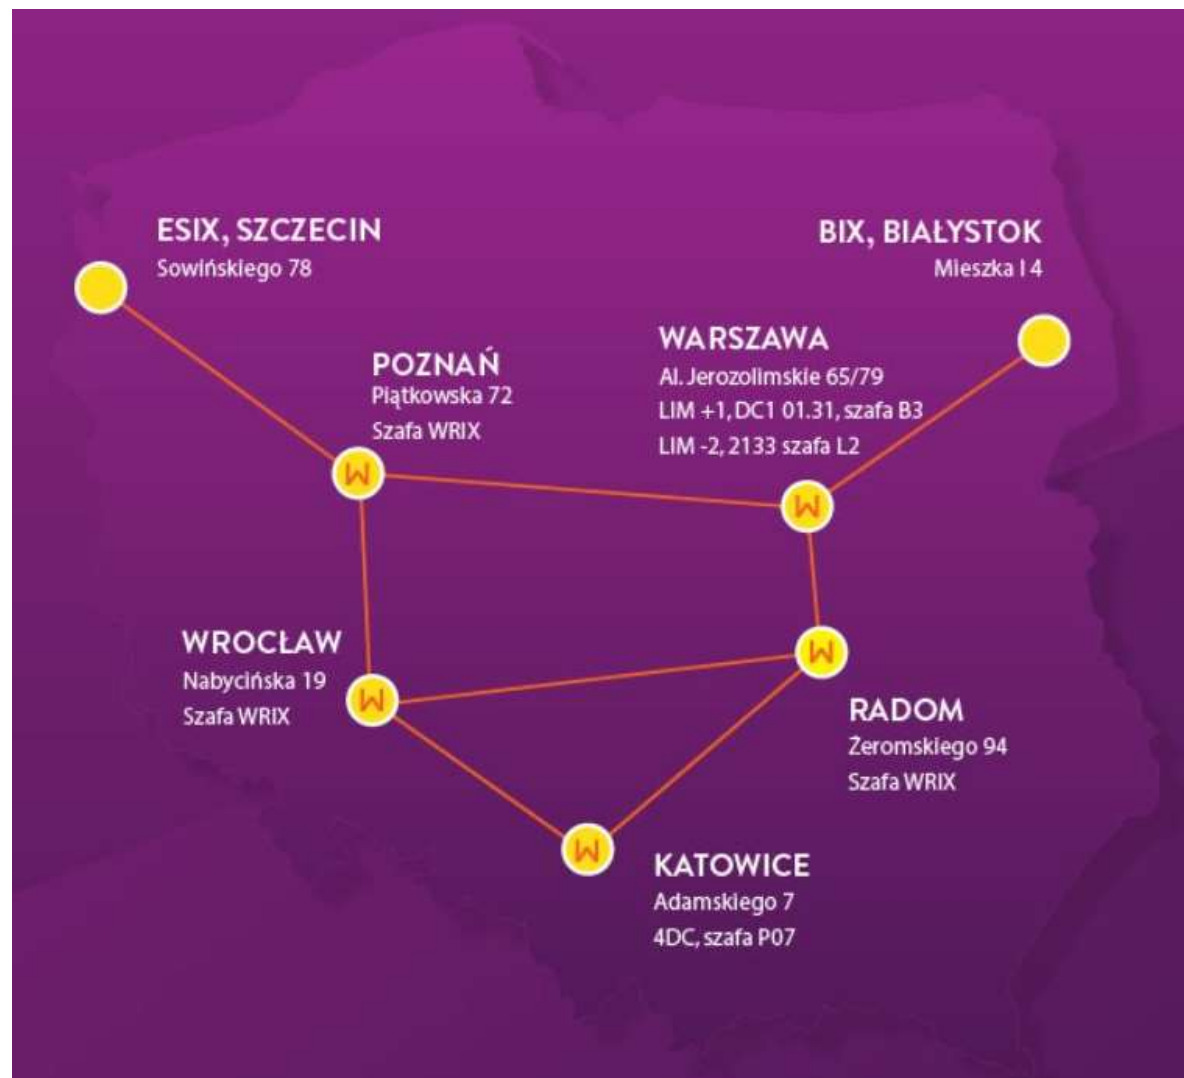 ESIX, SZCZECIN
Sowińskiego 78
BIX, BIAŁYSTOK
Mieszka I 4
WARSZAWA
Al. Jerozolimskie 65/79
LIM +1, DC1 01.31, szafa B3
LIM -2, 2133 szafa L2
POZNAŃ
Piątkowska 72
Szafa WRIX
W
W
WROCŁAW
Nabycińska 19
Szafa WRIX
W
W
RADOM
Żeromskiego 94
Szafa WRIX
W
KATOWICE
Adamskiego 7
4DC, szafa P07